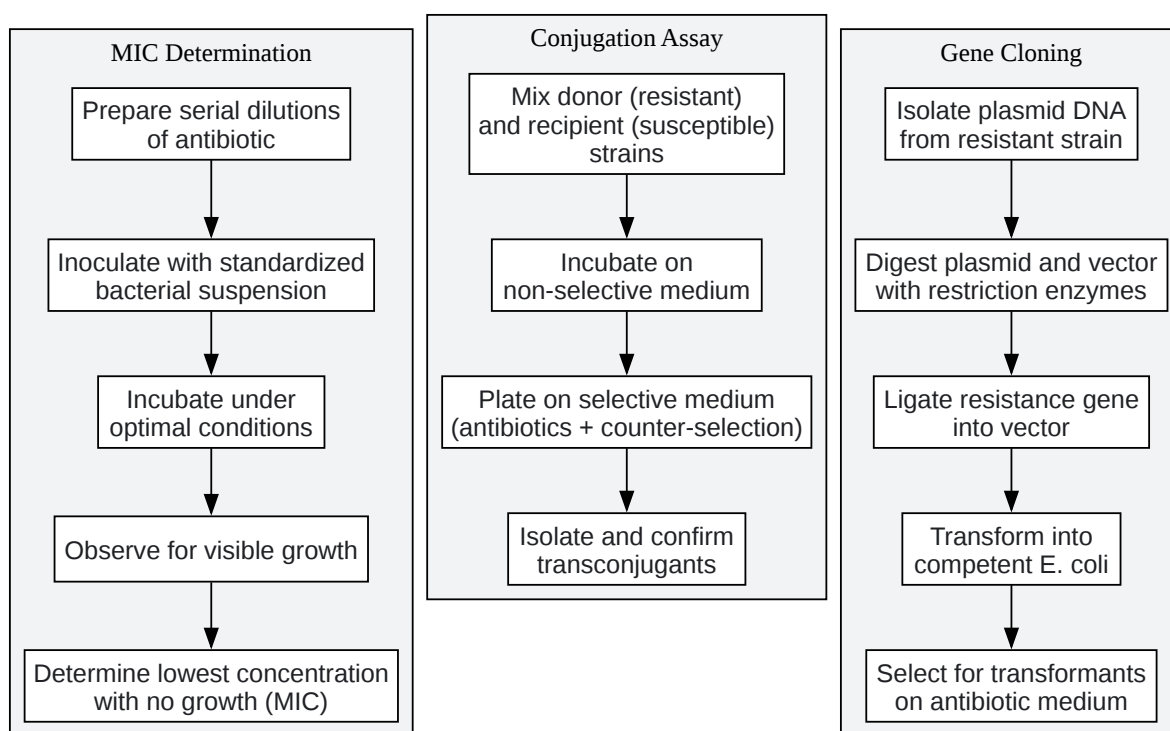 MIC Determination
Prepare serial dilutions
of antibiotic
Inoculate with standardized
bacterial suspension
Incubate under
optimal conditions
Observe for visible growth
Determine lowest concentration
with no growth (MIC)
Conjugation Assay
Mix donor (resistant)
and recipient (susceptible)
strains
Incubate on
non-selective medium
Plate on selective medium
(antibiotics + counter-selection)
Isolate and confirm
transconjugants
Gene Cloning
Isolate plasmid DNA
from resistant strain
Digest plasmid and vector
with restriction enzymes
Ligate resistance gene
into vector
Transform into
competent E. coli
Select for transformants
on antibiotic medium